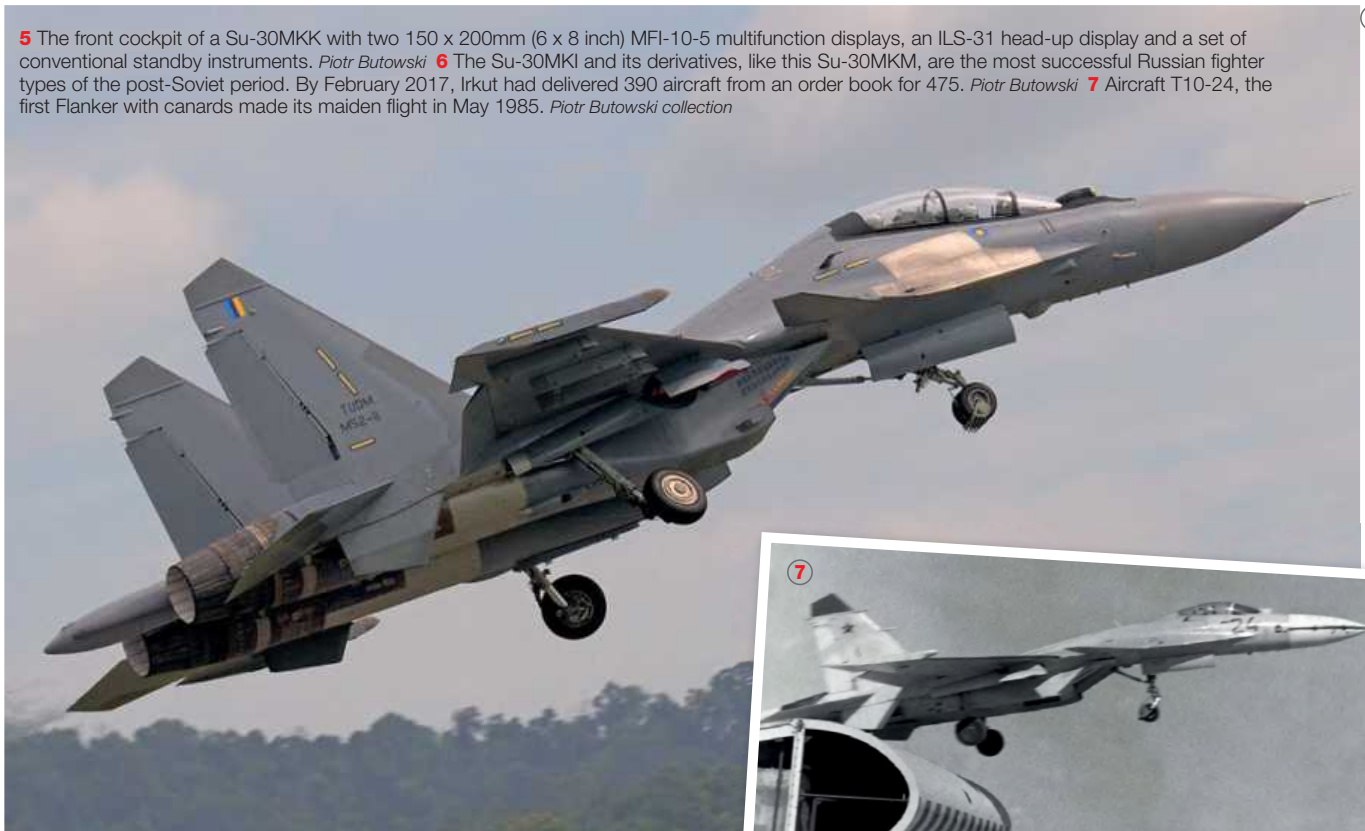 5 The front cockpit of a Su-30MKK with two 150 x 200mm (6 x 8 inch) MFI-10-5 multifunction displays, an ILS-31 head-up display and a set of
conventional standby instruments. Piotr Butowski 6 The Su-30MKI and its derivatives, like this Su-30MKM, are the most successful Russian fighter
types of the post-Soviet period. By February 2017, Irkut had delivered 390 aircraft from an order book for 475. Piotr Butowski 7 Aircraft T10-24, the
first Flanker with canards made its maiden flight in May 1985. Piotr Butowski collection
TUDM
7
24